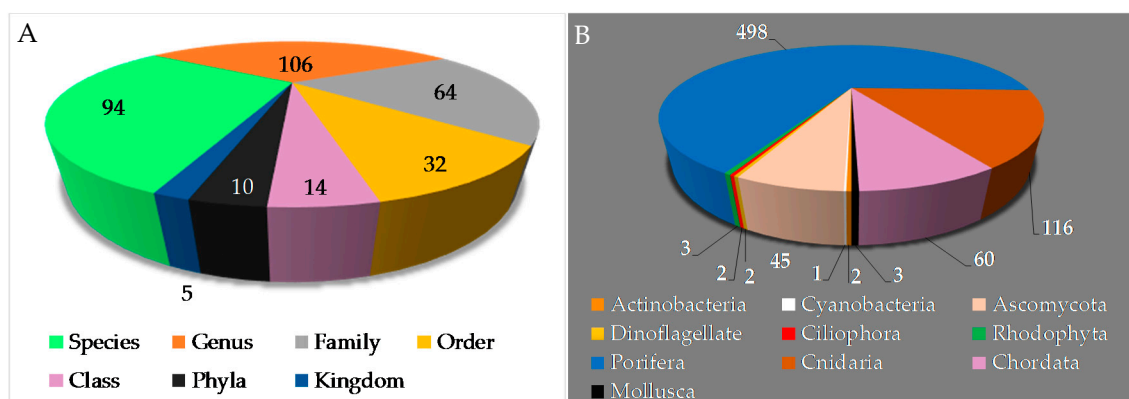 A
106
94
64
32
10
14
5
Species Genus Family Order
Class Phyla Kingdom
B
498
116
60
3
2
1
45
2
2
3
Actinobacteria Cyanobacteria Ascomycota
Dinoflagellate Ciliophora Rhodophyta
Porifera Cnidaria Chordata
Mollusca